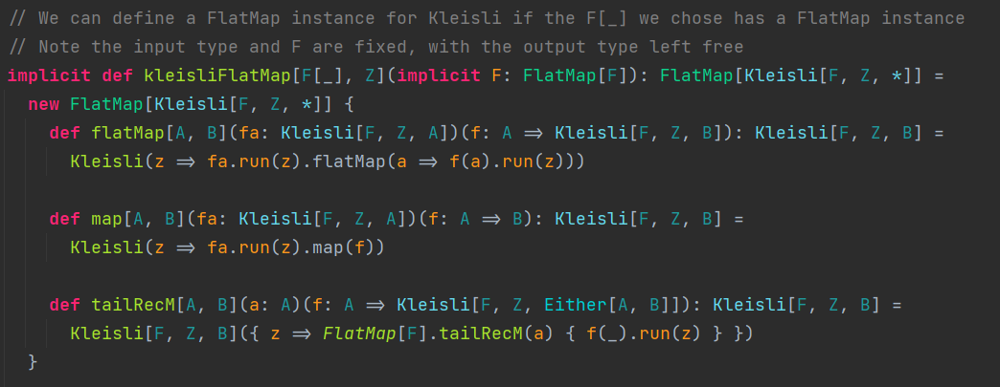 // We can define a FlatMap instance for Kleisli if the F[_] we chose has a FlatMap instance
// Note the input type and F are fixed, with the output type left free
implicit def kleisliFlatMap[F[_], Z](implicit F: FlatMap[F]): FlatMap[Kleisli[F, Z, *]] =
  new FlatMap[Kleisli[F, Z, *]] {
    def flatMap[A, B](fa: Kleisli[F, Z, A])(f: A => Kleisli[F, Z, B]): Kleisli[F, Z, B] =
      Kleisli(z => fa.run(z).flatMap(a => f(a).run(z)))

    def map[A, B](fa: Kleisli[F, Z, A])(f: A => B): Kleisli[F, Z, B] =
      Kleisli(z => fa.run(z).map(f))

    def tailRecM[A, B](a: A)(f: A => Kleisli[F, Z, Either[A, B]]): Kleisli[F, Z, B] =
      Kleisli[F, Z, B]({ z => FlatMap[F].tailRecM(a) { f(_).run(z) } })
  }